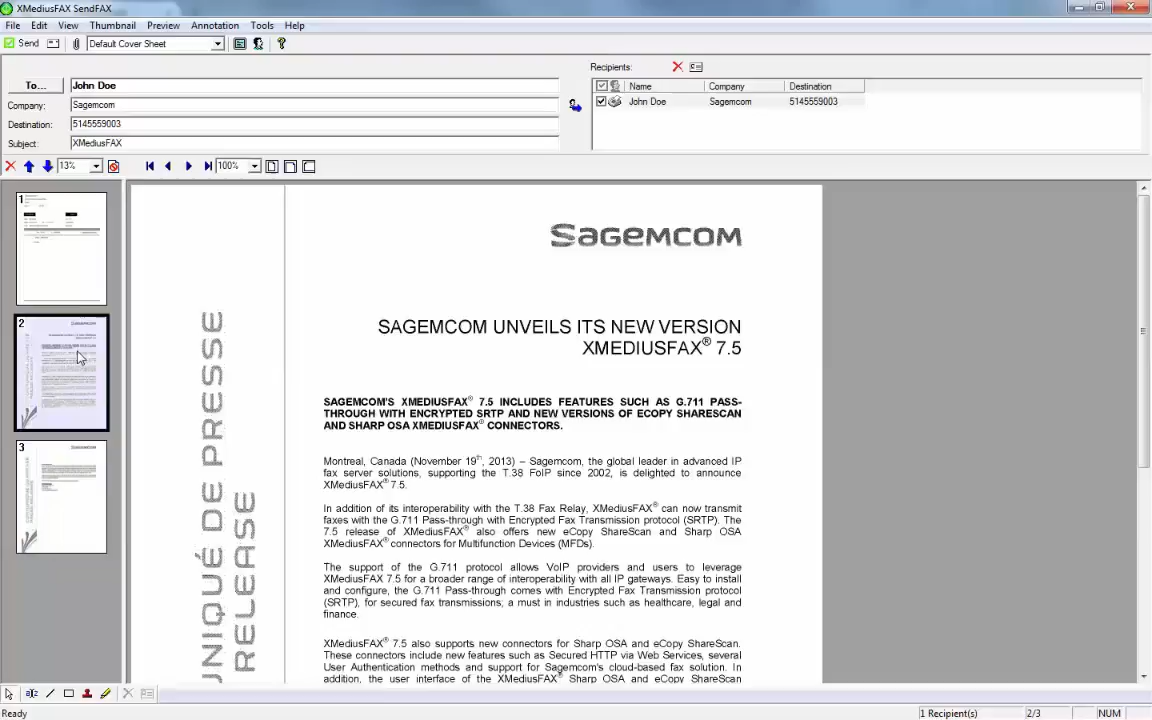 XMediusFAX SendFAX
File Edit View Thumbnail Preview Annotation Tools Help
Send Default Cover Sheet
To... John Doe
Company: Sagemcom
Destination: 5145559003
Subject: XMediusFAX
Recipients:
Name Company Destination
John Doe Sagemcom 5145559003
13% 100%
1
2
3
COMMUNIQUÉ DE PRESSE
RELEASE
SAGEMCOM
SAGEMCOM UNVEILS ITS NEW VERSION
XMEDIUSFAX® 7.5
SAGEMCOM'S XMEDIUSFAX® 7.5 INCLUDES FEATURES SUCH AS G.711 PASS-
THROUGH WITH ENCRYPTED SRTP AND NEW VERSIONS OF ECOPY SHARESCAN
AND SHARP OSA XMEDIUSFAX® CONNECTORS.
Montreal, Canada (November 19th, 2013) – Sagemcom, the global leader in advanced IP
fax server solutions, supporting the T.38 FoIP since 2002, is delighted to announce
XMediusFAX® 7.5.
In addition of its interoperability with the T.38 Fax Relay, XMediusFAX® can now transmit
faxes with the G.711 Pass-through with Encrypted Fax Transmission protocol (SRTP). The
7.5 release of XMediusFAX® also offers new eCopy ShareScan and Sharp OSA
XMediusFAX® connectors for Multifunction Devices (MFDs).
The support of the G.711 protocol allows VoIP providers and users to leverage
XMediusFAX 7.5 for a broader range of interoperability with all IP gateways. Easy to install
and configure, the G.711 Pass-through comes with Encrypted Fax Transmission protocol
(SRTP), for secured fax transmissions; a must in industries such as healthcare, legal and
finance.
XMediusFAX® 7.5 also supports new connectors for Sharp OSA and eCopy ShareScan.
These connectors include new features such as Secured HTTP via Web Services, several
User Authentication methods and support for Sagemcom's cloud-based fax solution. In
addition, the user interface of the XMediusFAX® Sharp OSA and eCopy ShareScan
Ready 1 Recipient(s) 2/3 NUM